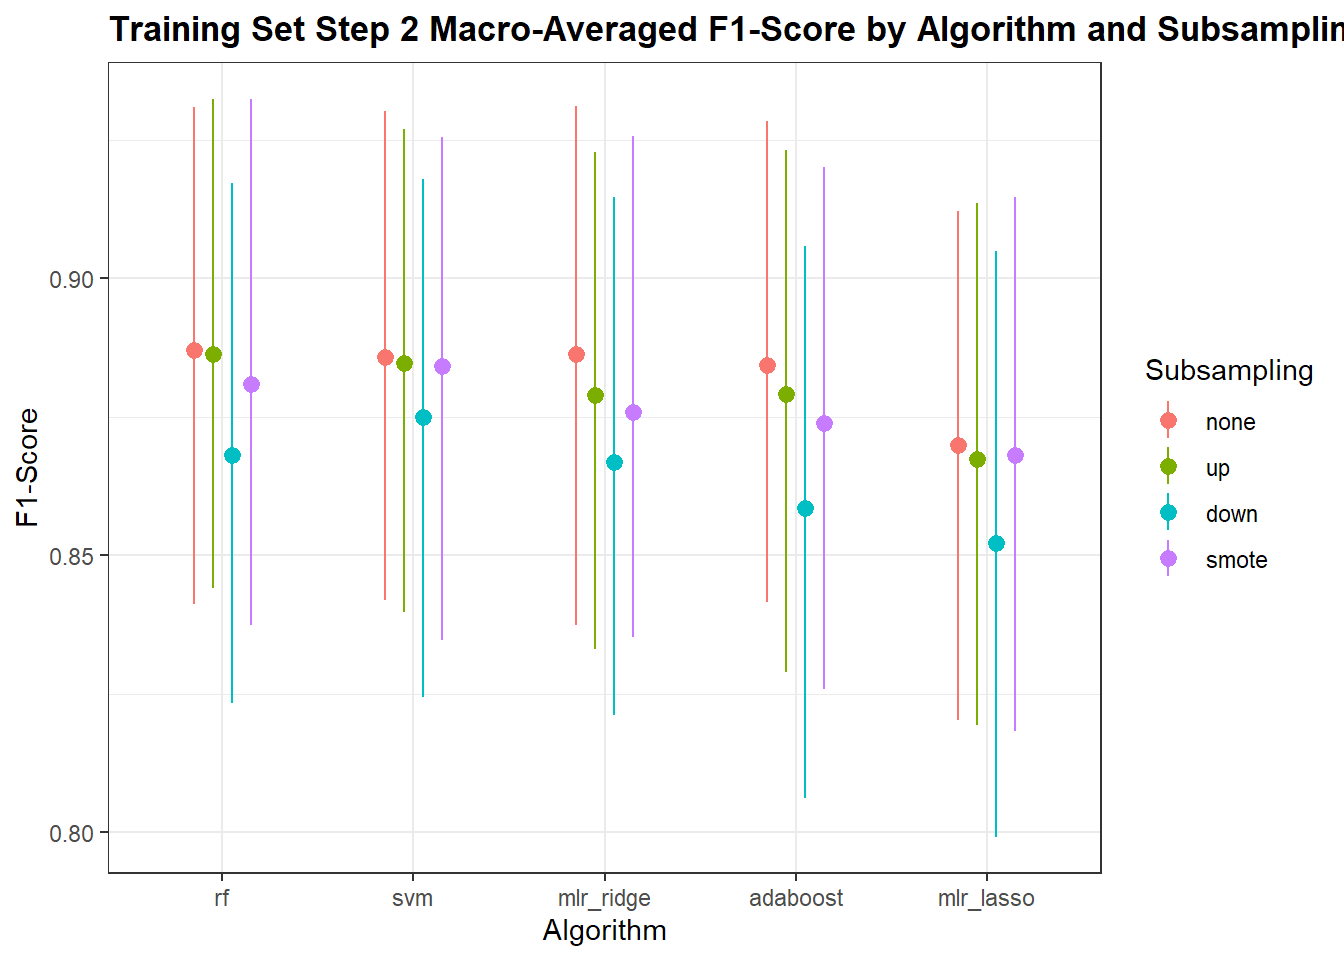 Training Set Step 2 Macro-Averaged F1-Score by Algorithm and Subsamplin
F1-Score
0.90
0.85
0.80
rf
svm
mlr_ridge
adaboost
mlr_lasso
Algorithm
Subsampling
none
up
down
smote